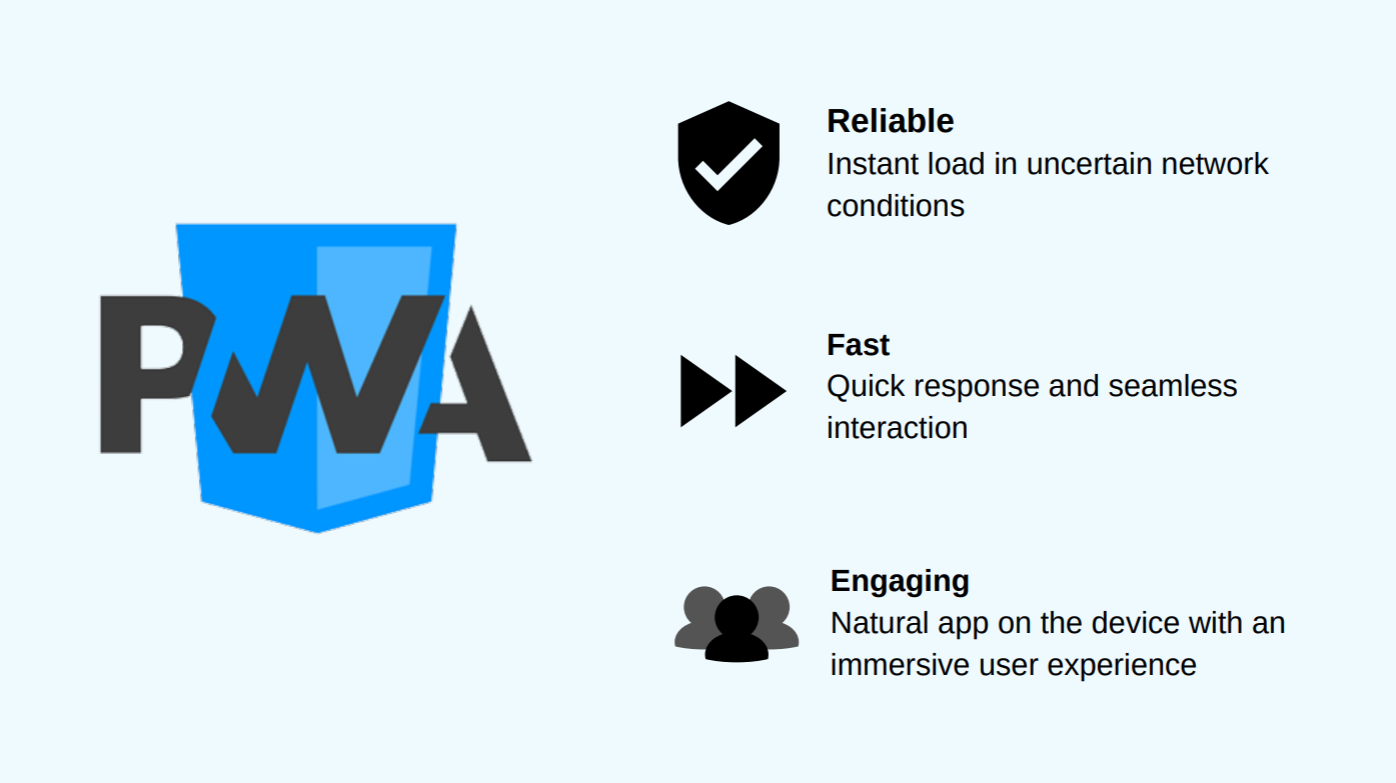 PWA
Reliable
Instant load in uncertain network
conditions
Fast
Quick response and seamless
interaction
Engaging
Natural app on the device with an
immersive user experience